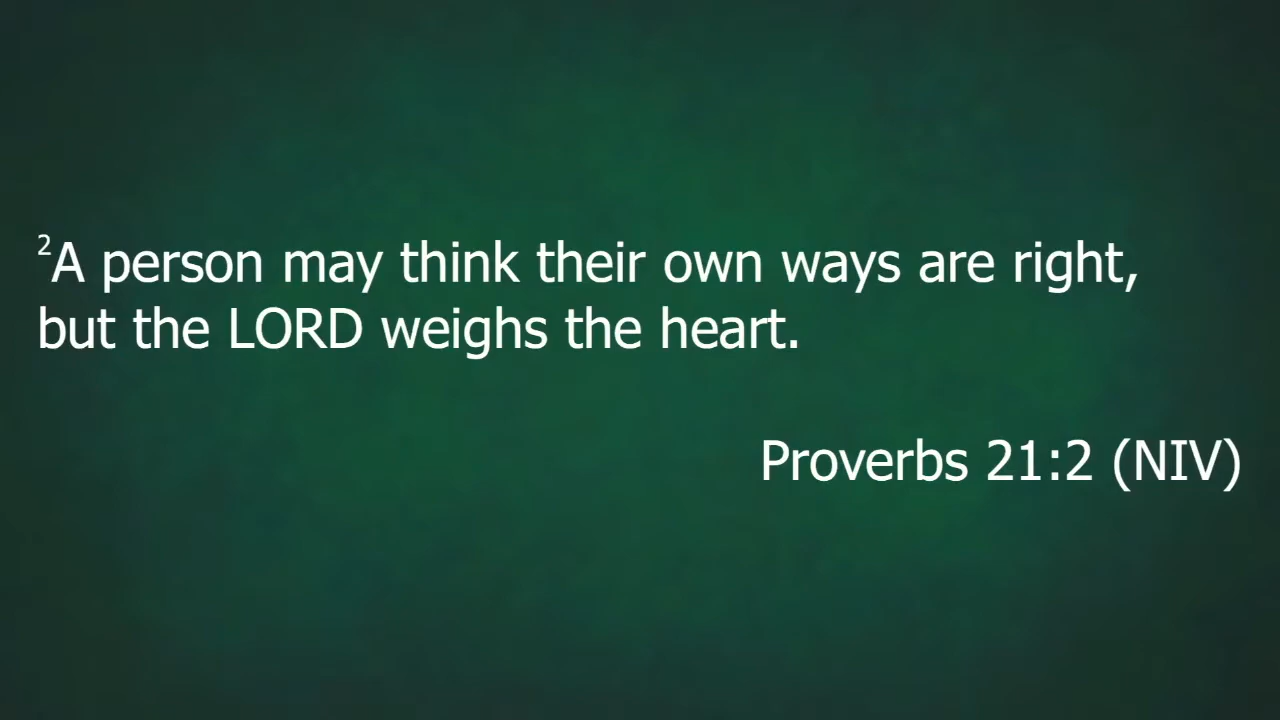 ²A person may think their own ways are right,
but the LORD weighs the heart.
Proverbs 21:2 (NIV)